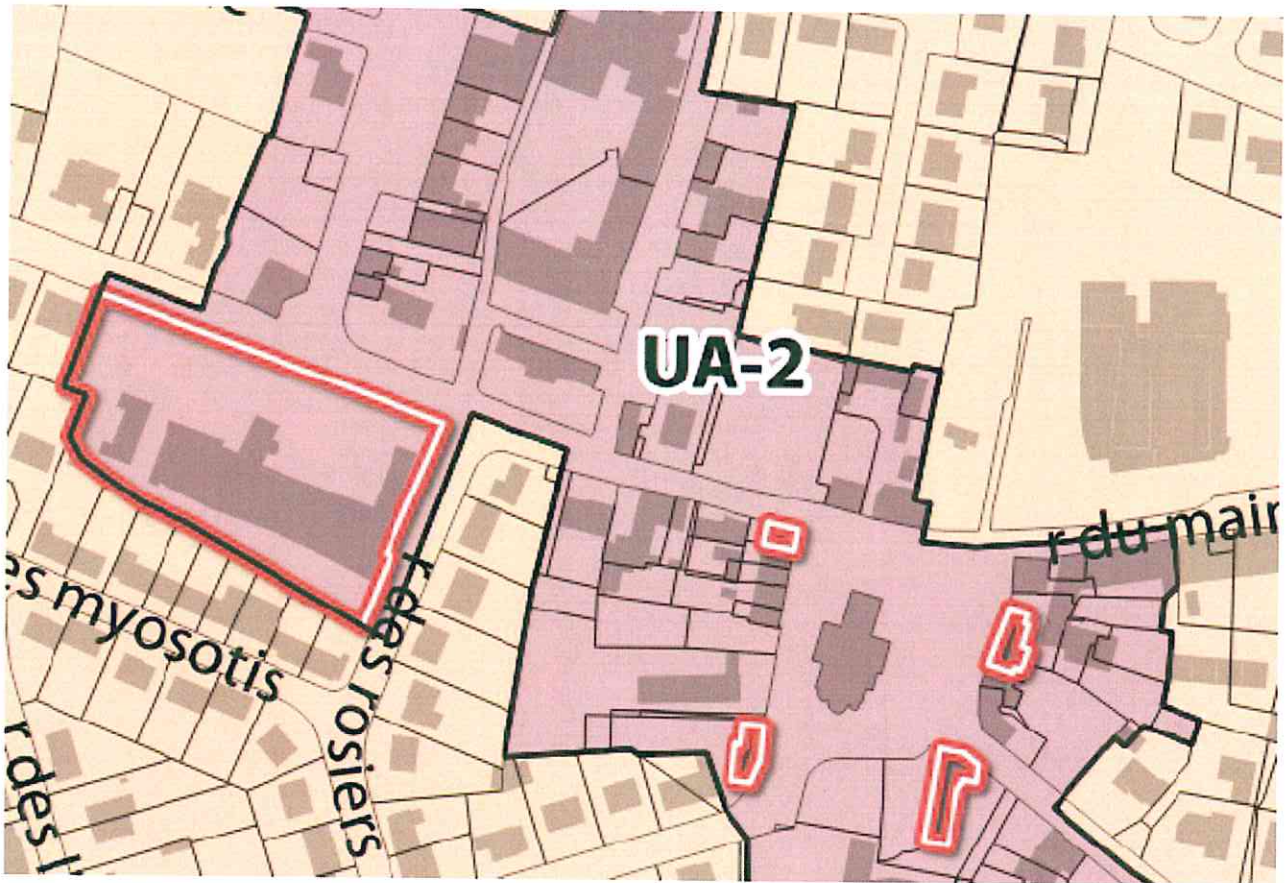 UA-2
r du mair
es myosotis
r des rosiers
r des l'